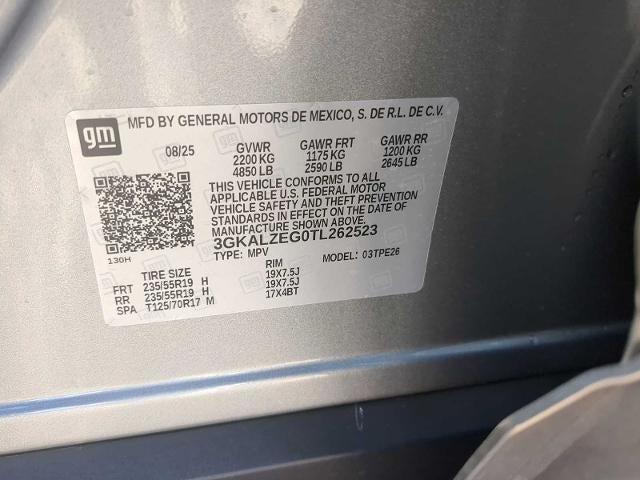 gm
MFD BY GENERAL MOTORS DE MEXICO, S. DE R.L. DE C.V.
08/25 GVWR GAWR FRT GAWR RR
2200 KG 1175 KG 1200 KG
4850 LB 2590 LB 2645 LB
THIS VEHICLE CONFORMS TO ALL
APPLICABLE U.S. FEDERAL MOTOR
VEHICLE SAFETY AND THEFT PREVENTION
STANDARDS IN EFFECT ON THE DATE OF
MANUFACTURE SHOWN ABOVE.
3GKALZEG0TL262523
130H
TYPE: MPV MODEL: 03TPE26
TIRE SIZE RIM
FRT 235/55R19 H 19X7.5J
RR 235/55R19 H 19X7.5J
SPA T125/70R17 M 17X4BT